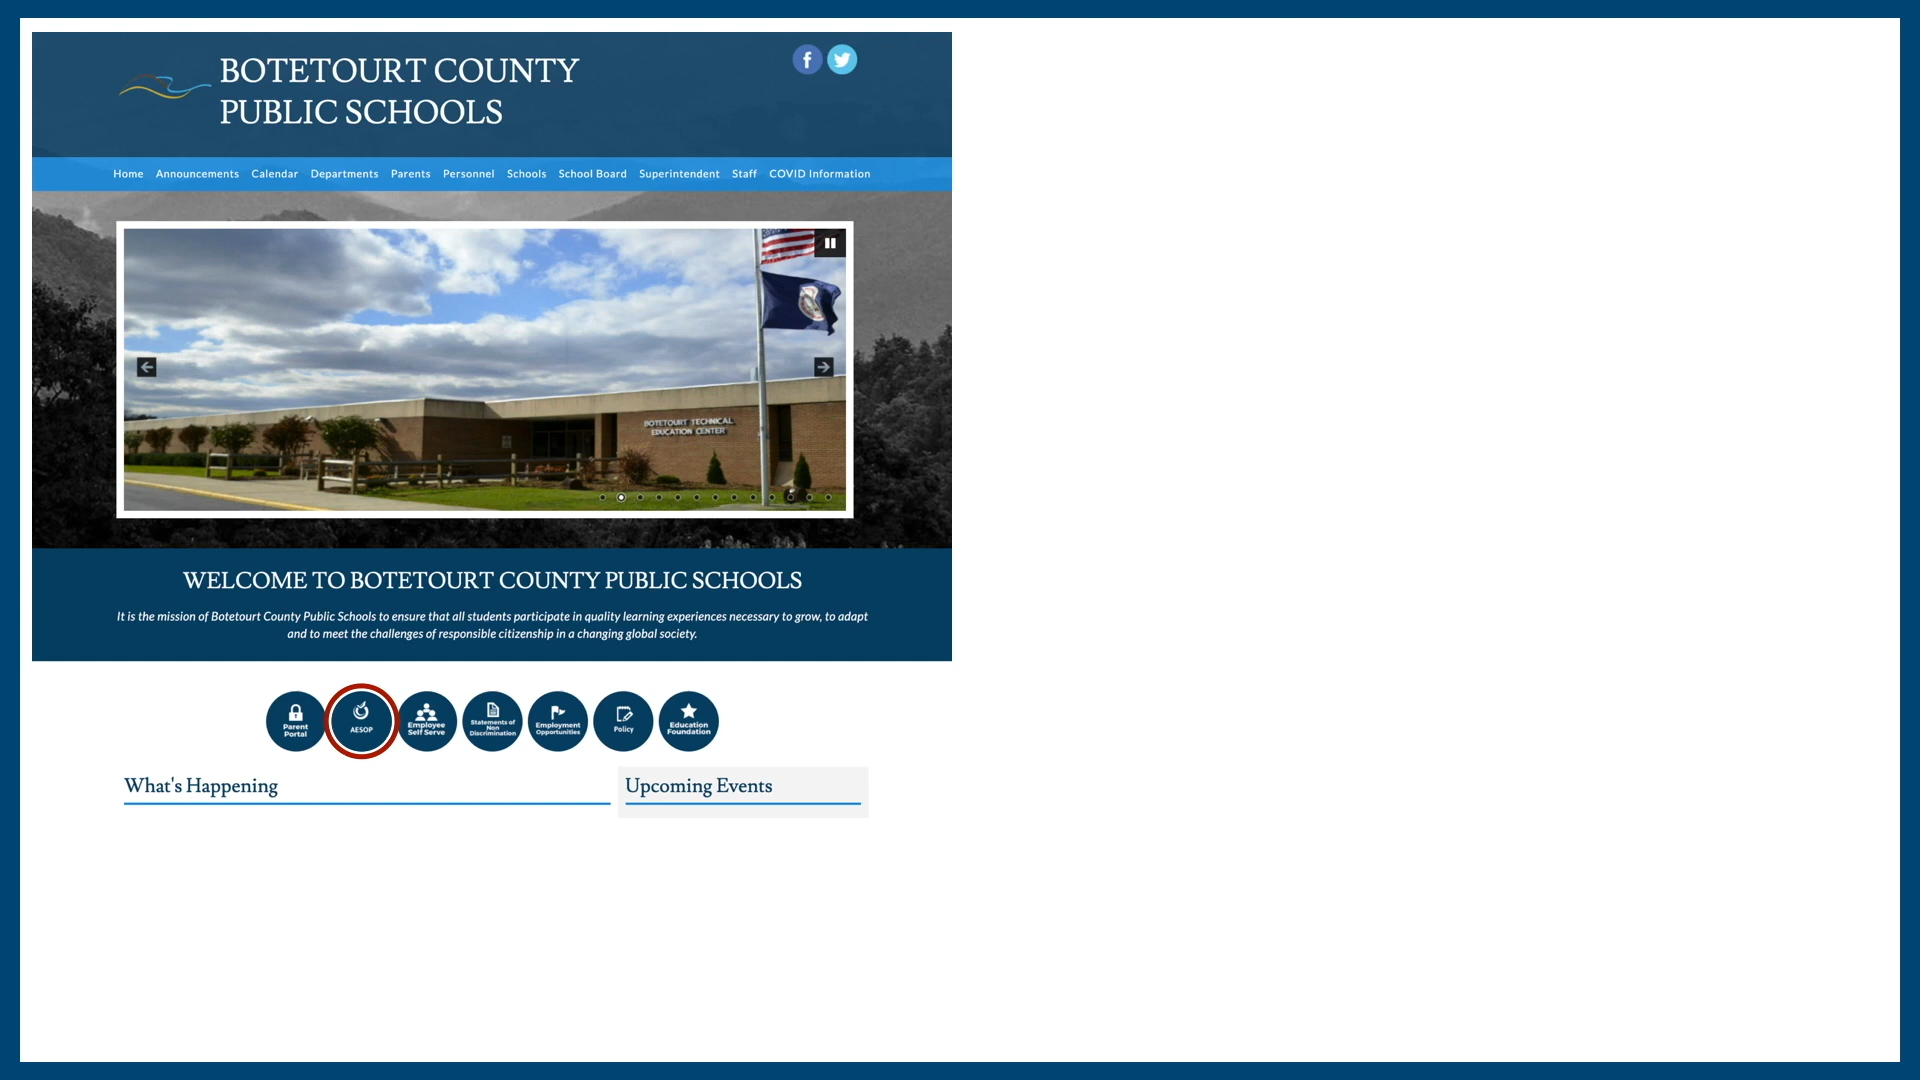 BOTETOURT COUNTY
PUBLIC SCHOOLS
Home Announcements Calendar Departments Parents Personnel Schools School Board Superintendent Staff COVID Information
BOTETOURT TECHNICAL
EDUCATION CENTER
WELCOME TO BOTETOURT COUNTY PUBLIC SCHOOLS
It is the mission of Botetourt County Public Schools to ensure that all students participate in quality learning experiences necessary to grow, to adapt
and to meet the challenges of responsible citizenship in a changing global society.
Parent
Portal
AESOP
Employee
Self Serve
Statements of
Non
Discrimination
Employment
Opportunities
Policy
Education
Foundation
What's Happening
Upcoming Events